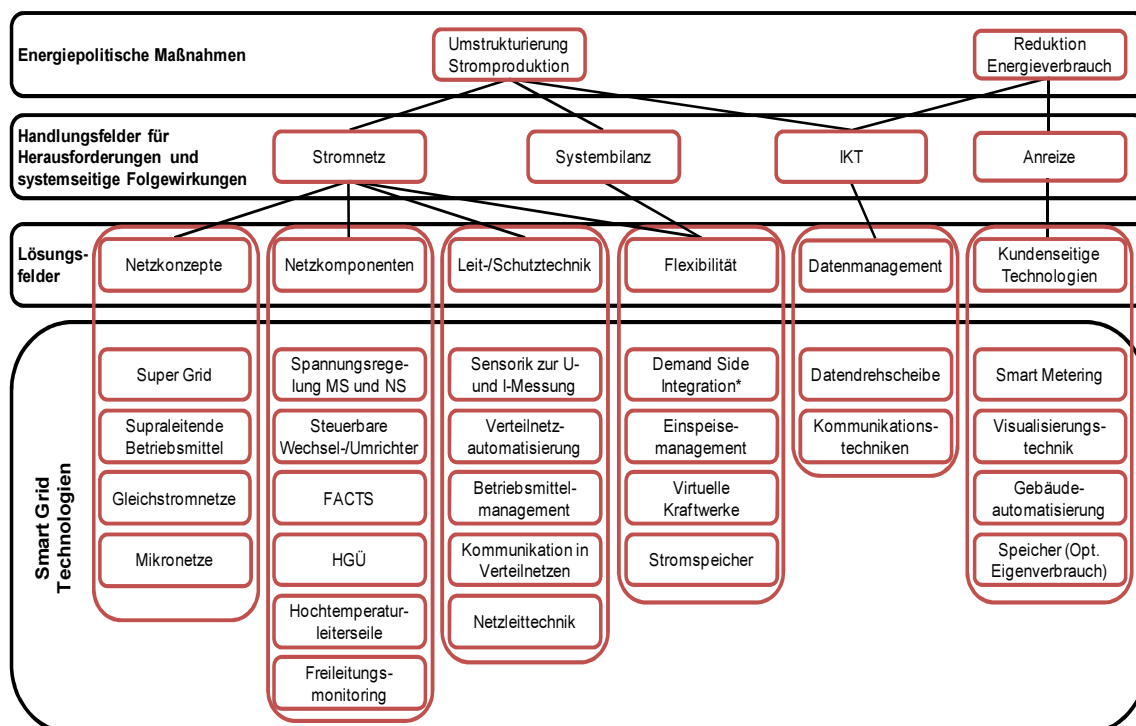 Energiepolitische Maßnahmen
Umstrukturierung
Stromproduktion
Reduktion
Energieverbrauch
Handlungsfelder für
Herausforderungen und
systemseitige Folgewirkungen
Stromnetz
Systembilanz
IKT
Anreize
Lösungs-
felder
Netzkonzepte
Netzkomponenten
Leit-/Schutztechnik
Flexibilität
Datenmanagement
Kundenseitige
Technologien
Smart Grid
Technologien
Super Grid
Supraleitende
Betriebsmittel
Gleichstromnetze
Mikronetze
Spannungsrege-
lung MS und NS
Steuerbare
Wechsel-/Umrichter
FACTS
HGÜ
Hochtemperatur-
leiterseile
Freileitungs-
monitoring
Sensorik zur U-
und I-Messung
Verteilnetz-
automatisierung
Betriebsmittel-
management
Kommunikation in
Verteilnetzen
Netzleittechnik
Demand Side
Integration*
Einspeise-
management
Virtuelle
Kraftwerke
Stromspeicher
Datendrehscheibe
Kommunikations-
techniken
Smart Metering
Visualisierungs-
technik
Gebäude-
automatisierung
Speicher (Opt.
Eigenverbrauch)